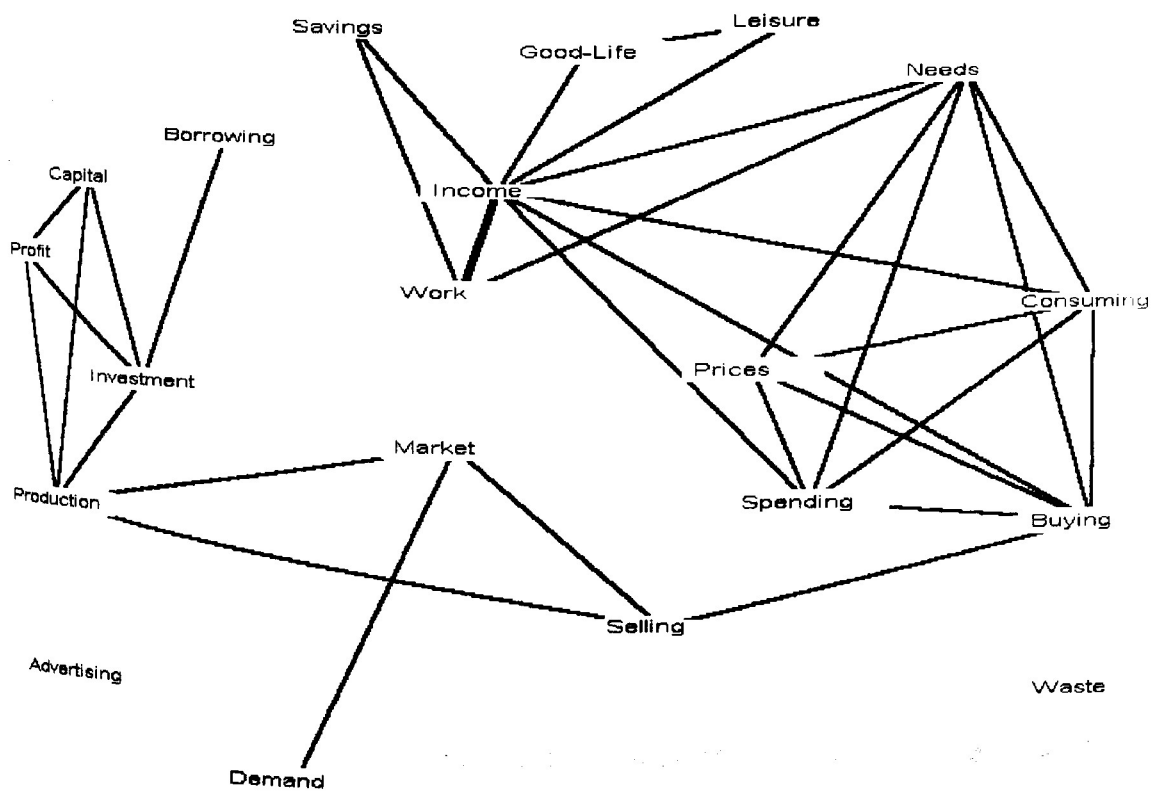 Savings
Leisure
Good-Life
Needs
Borrowing
Capital
Income
Profit
Work
Consuming
Prices
Investment
Market
Production
Spending
Buying
Selling
Advertising
Waste
Demand